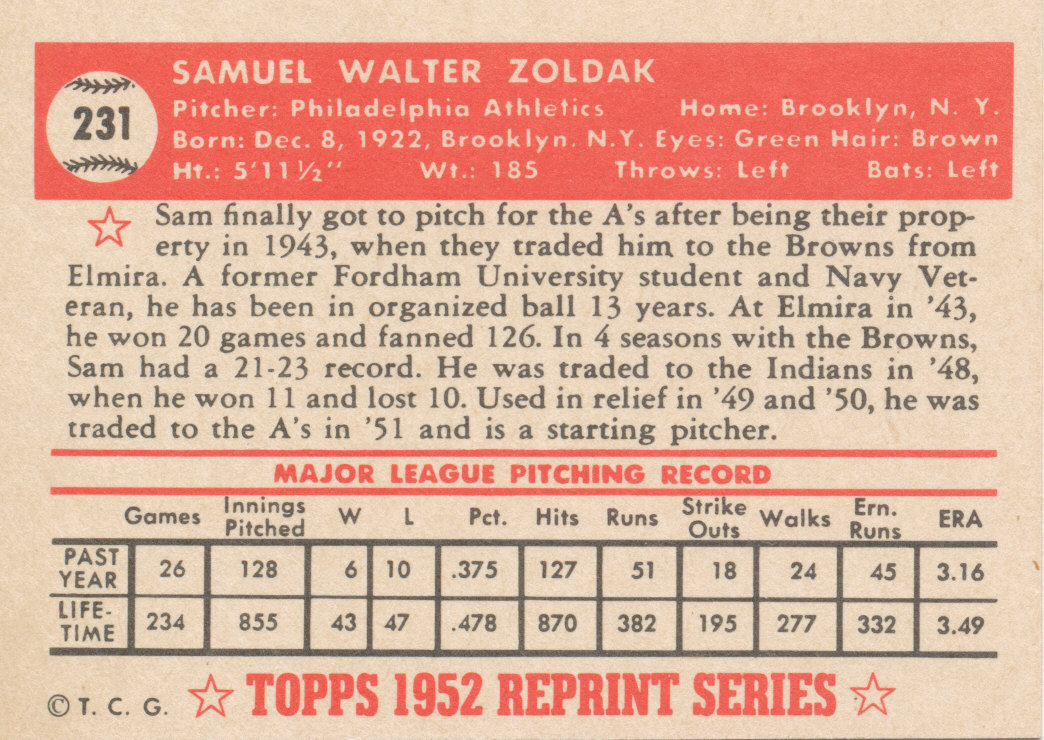 231
SAMUEL WALTER ZOLDAK
Pitcher: Philadelphia Athletics Home: Brooklyn, N. Y.
Born: Dec. 8, 1922, Brooklyn. N.Y. Eyes: Green Hair: Brown
Ht.: 5'11½" Wt.: 185 Throws: Left Bats: Left
Sam finally got to pitch for the A's after being their prop-
erty in 1943, when they traded him to the Browns from
Elmira. A former Fordham University student and Navy Vet-
eran, he has been in organized ball 13 years. At Elmira in '43,
he won 20 games and fanned 126. In 4 seasons with the Browns,
Sam had a 21-23 record. He was traded to the Indians in '48,
when he won 11 and lost 10. Used in relief in '49 and '50, he was
traded to the A's in '51 and is a starting pitcher.
MAJOR LEAGUE PITCHING RECORD
Games Innings Pitched W L Pct. Hits Runs Strike Outs Walks Ern. Runs ERA
PAST YEAR 26 128 6 10 .375 127 51 18 24 45 3.16
LIFE-TIME 234 855 43 47 .478 870 382 195 277 332 3.49
© T. C. G. TOPPS 1952 REPRINT SERIES